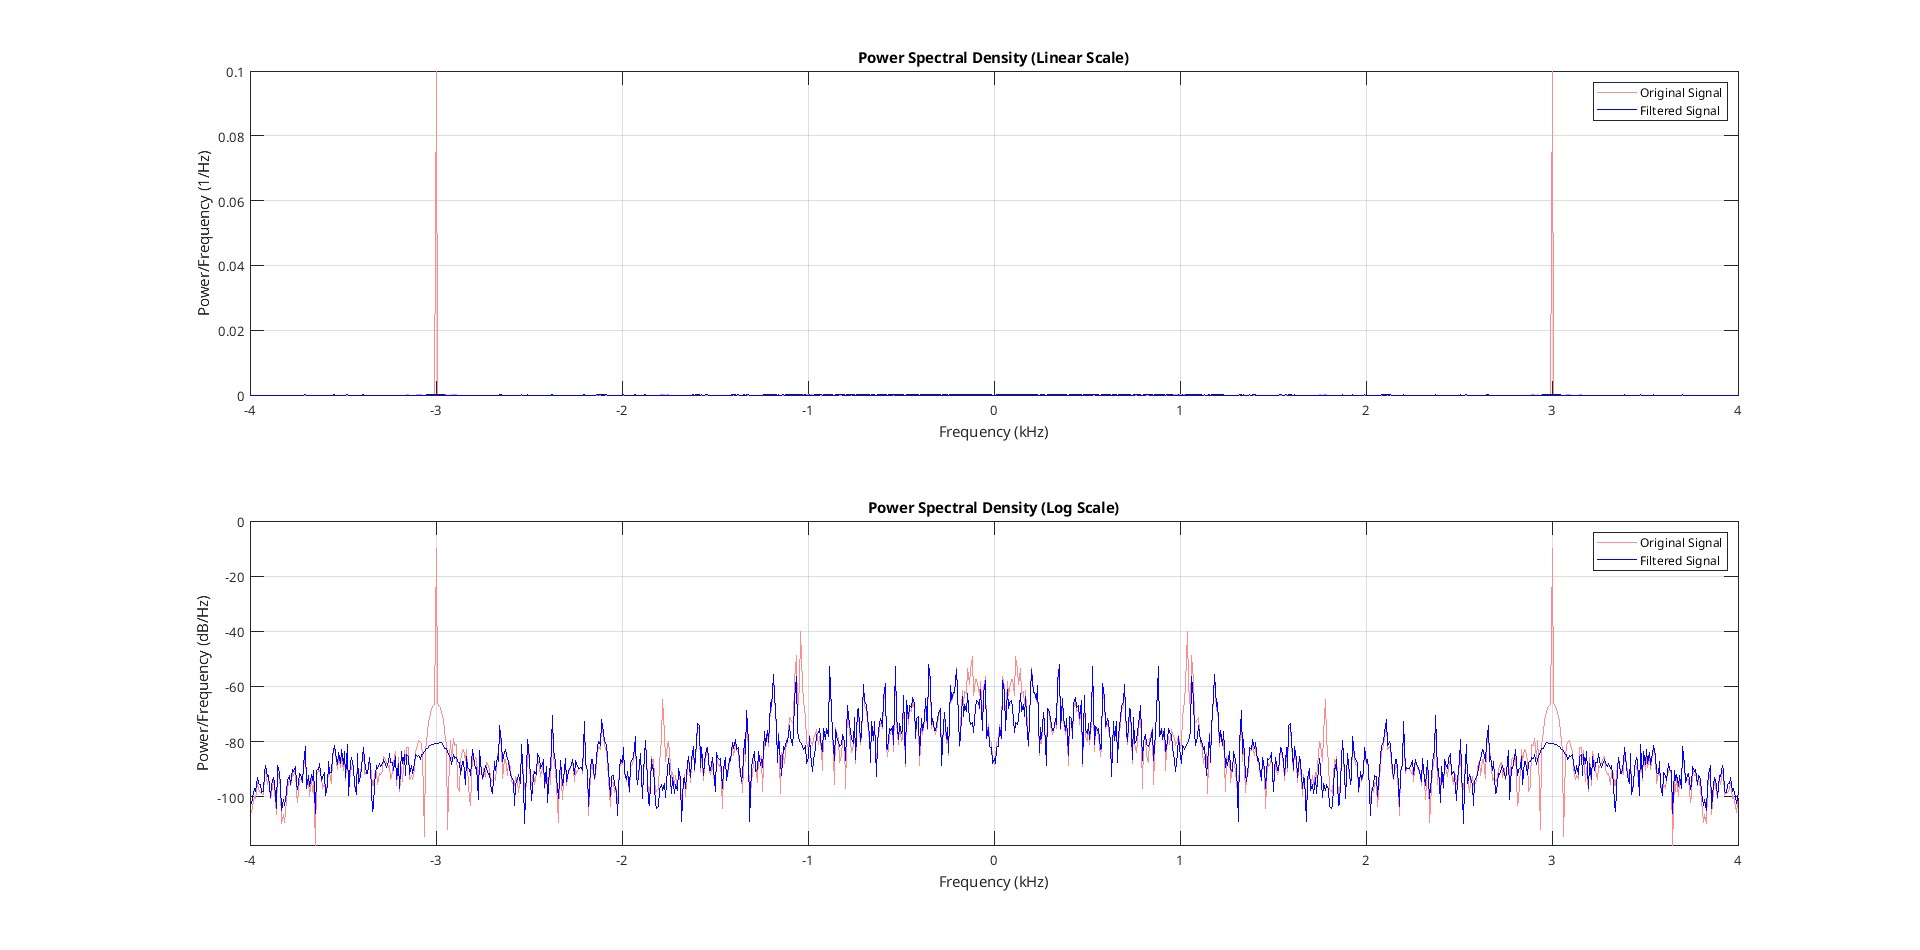 Power Spectral Density (Linear Scale)
0.1
0.08
0.06
0.04
0.02
0
Power/Frequency (1/Hz)
Original Signal
Filtered Signal
-4 -3 -2 -1 0 1 2 3 4
Frequency (kHz)
Power Spectral Density (Log Scale)
0
-20
-40
-60
-80
-100
Power/Frequency (dB/Hz)
Original Signal
Filtered Signal
-4 -3 -2 -1 0 1 2 3 4
Frequency (kHz)